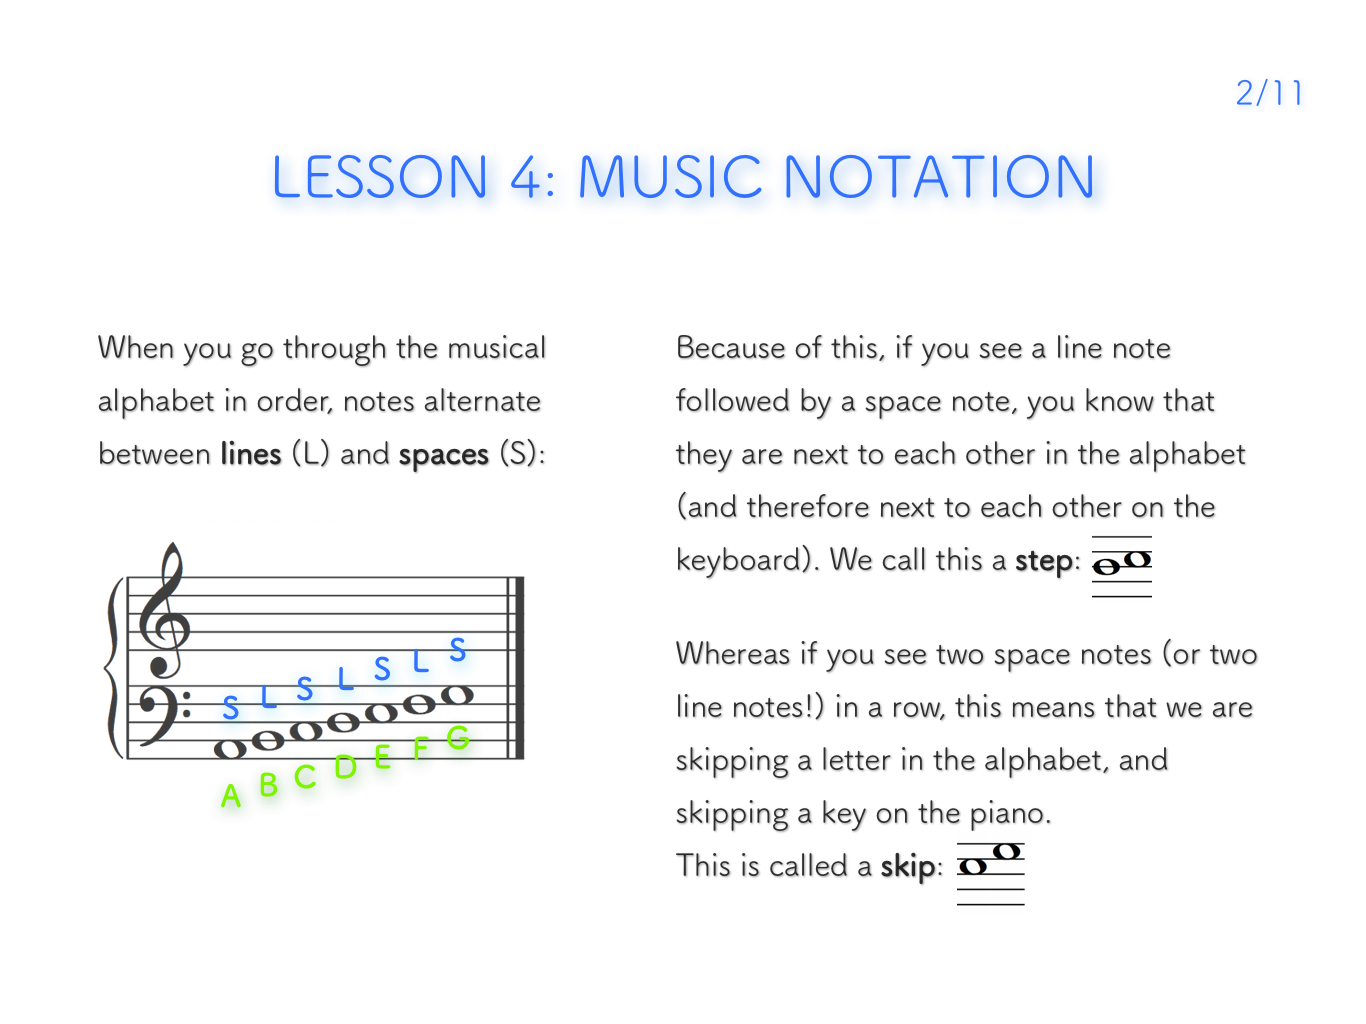 2/11
LESSON 4: MUSIC NOTATION
When you go through the musical
alphabet in order, notes alternate
between lines (L) and spaces (S):
S L S L S L S
A B C D E F G
Because of this, if you see a line note
followed by a space note, you know that
they are next to each other in the alphabet
(and therefore next to each other on the
keyboard). We call this a step:
Whereas if you see two space notes (or two
line notes!) in a row, this means that we are
skipping a letter in the alphabet, and
skipping a key on the piano.
This is called a skip: